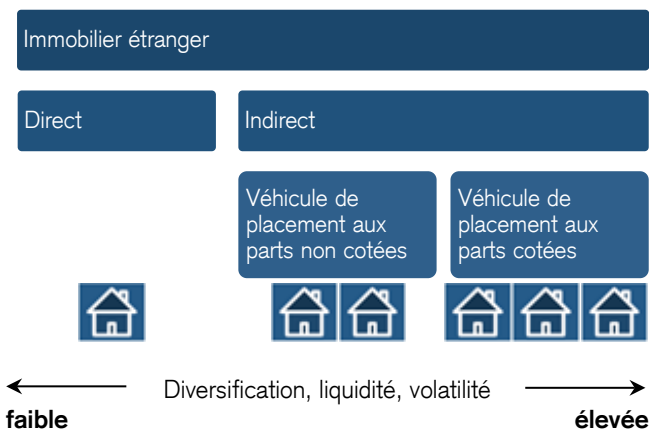 Immobilier étranger
Direct
Indirect
Véhicule de
placement aux
parts non cotées
Véhicule de
placement aux
parts cotées
Diversification, liquidité, volatilité
faible
élevée